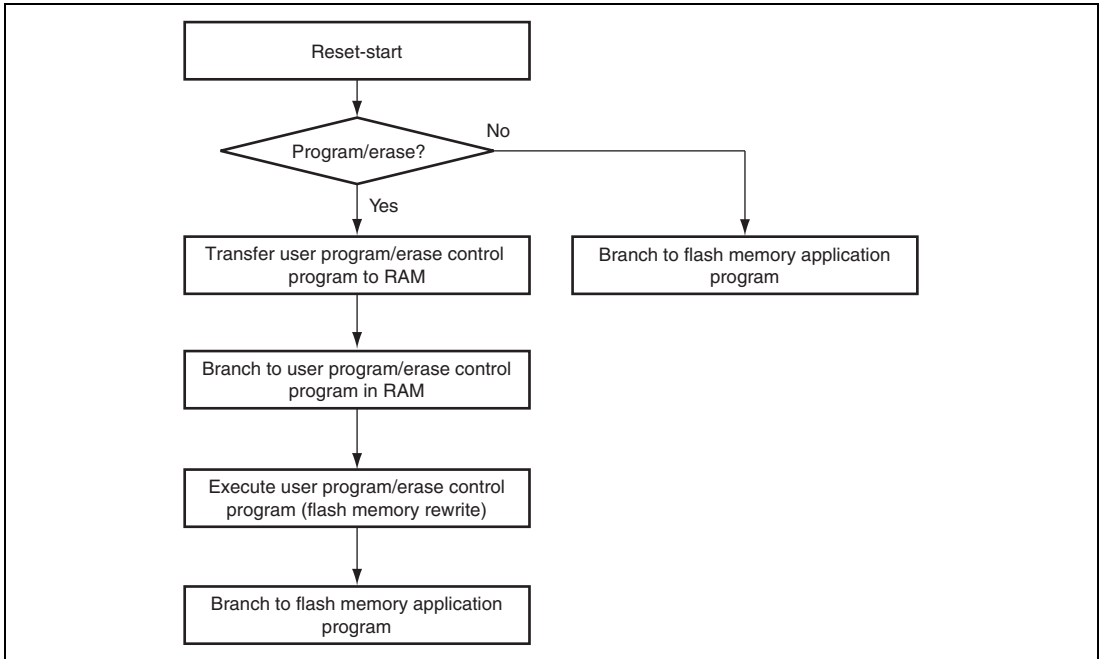 Reset-start
Program/erase?
No
Yes
Transfer user program/erase control
program to RAM
Branch to flash memory application
program
Branch to user program/erase control
program in RAM
Execute user program/erase control
program (flash memory rewrite)
Branch to flash memory application
program